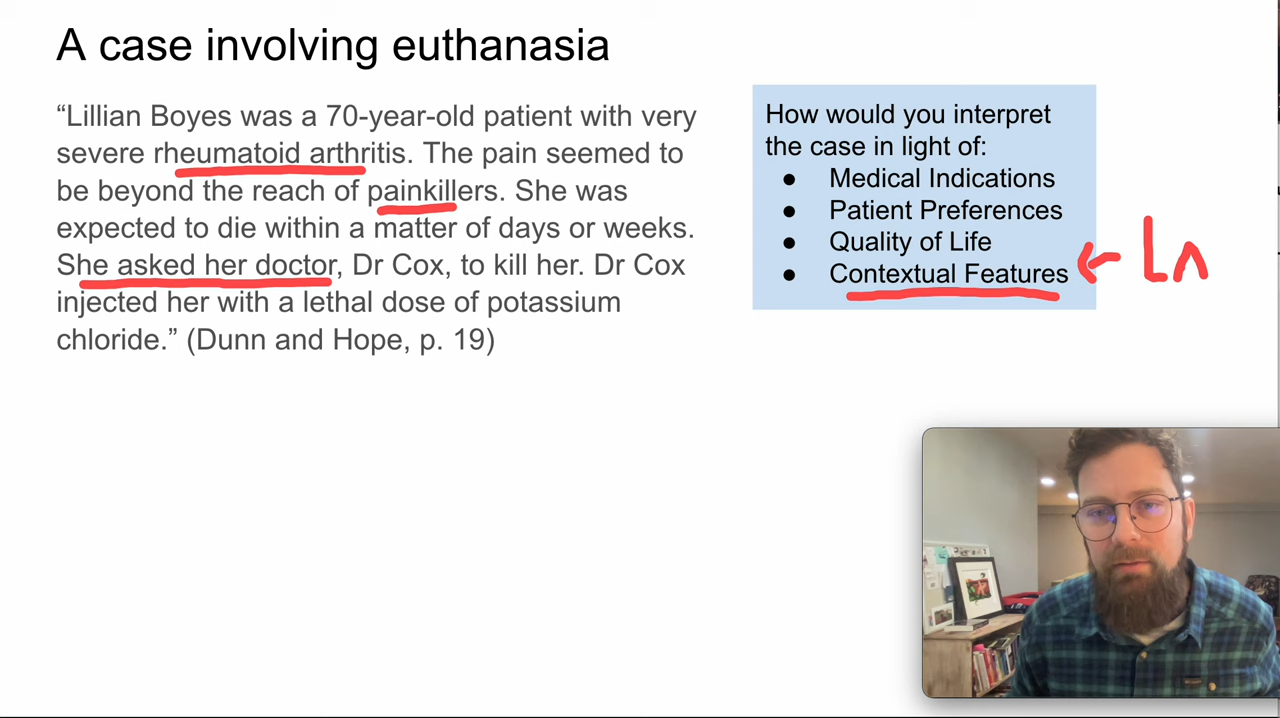 A case involving euthanasia
“Lillian Boyes was a 70-year-old patient with very
severe rheumatoid arthritis. The pain seemed to
be beyond the reach of painkillers. She was
expected to die within a matter of days or weeks.
She asked her doctor, Dr Cox, to kill her. Dr Cox
injected her with a lethal dose of potassium
chloride.” (Dunn and Hope, p. 19)
How would you interpret
the case in light of:
● Medical Indications
● Patient Preferences
● Quality of Life
● Contextual Features